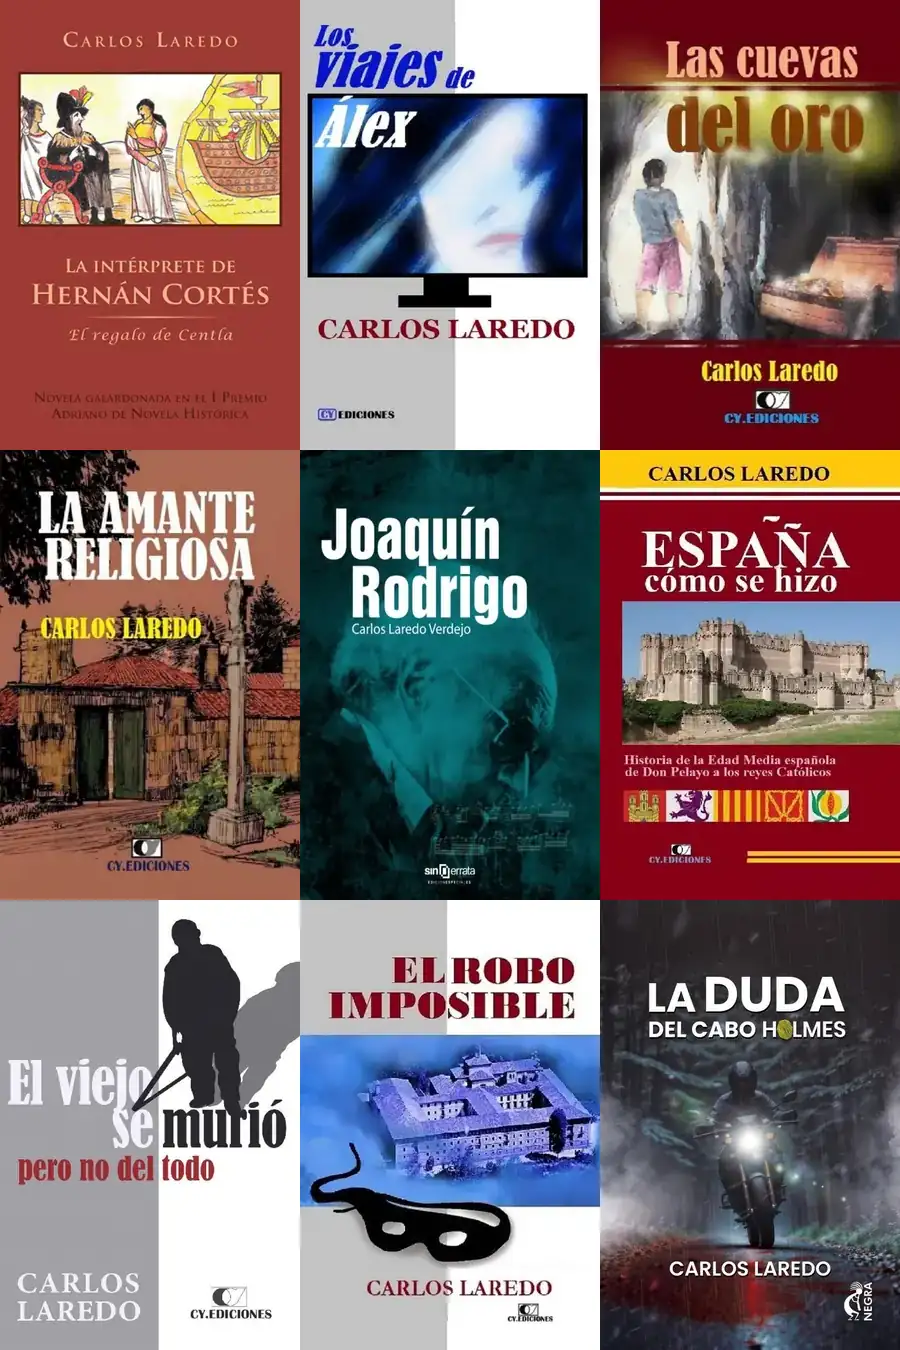 CARLOS LAREDO
LA INTÉRPRETE DE
HERNÁN CORTÉS
El regalo de Centla
NOVELA GALARDONADA EN EL I PREMIO
ADRIANO DE NOVELA HISTÓRICA
Los
viajes de
Álex
CARLOS LAREDO
CY EDICIONES
Las cuevas
del oro
Carlos Laredo
CY.EDICIONES
LA AMANTE
RELIGIOSA
CARLOS LAREDO
CY.EDICIONES
Joaquín
Rodrigo
Carlos Laredo Verdejo
sinerrata
EDICIONESPECIALES
CARLOS LAREDO
ESPAÑA
cómo se hizo
Historia de la Edad Media española
de Don Pelayo a los reyes Católicos
CY.EDICIONES
El viejo
se murió
pero no del todo
CARLOS
LAREDO
CY.EDICIONES
EL ROBO
IMPOSIBLE
CARLOS LAREDO
CY.EDICIONES
LA DUDA
DEL CABO HOLMES
CARLOS LAREDO
NEGRA